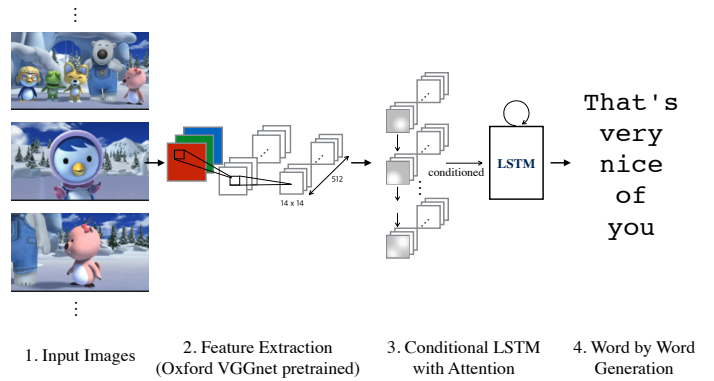 512
14 x 14
conditioned
LSTM
That's
very
nice
of
you
1. Input Images
2. Feature Extraction
(Oxford VGGnet pretrained)
3. Conditional LSTM
with Attention
4. Word by Word
Generation